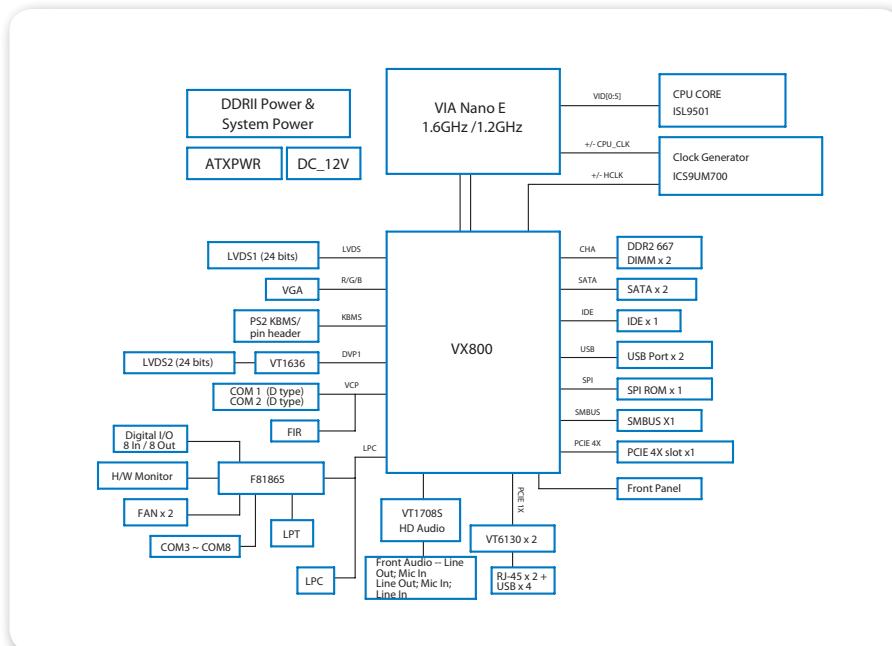 DDRII Power &
System Power
ATXPWR
DC_12V
VIA Nano E
1.6GHz /1.2GHz
VID[0:5]
CPU CORE
ISL9501
+/- CPU_CLK
+/- HCLK
Clock Generator
ICS9UM700
LVDS1 (24 bits)
LVDS
VGA
R/G/B
PS2 KBMS/
pin header
KBMS
LVDS2 (24 bits)
VT1636
DVP1
COM 1 (D type)
COM 2 (D type)
VCP
FIR
VX800
CHA
DDR2 667
DIMM x 2
SATA
SATA x 2
IDE
IDE x 1
USB
USB Port x 2
SPI
SPI ROM x 1
SMBUS
SMBUS X1
PCIE 4X
PCIE 4X slot x1
Front Panel
Digital I/O
8 In / 8 Out
H/W Monitor
FAN x 2
COM3 ~ COM8
F81865
LPT
LPC
LPC
VT1708S
HD Audio
Front Audio -- Line
Out; Mic In
Line Out; Mic In;
Line In
PCIE 1X
VT6130 x 2
RJ-45 x 2 +
USB x 4